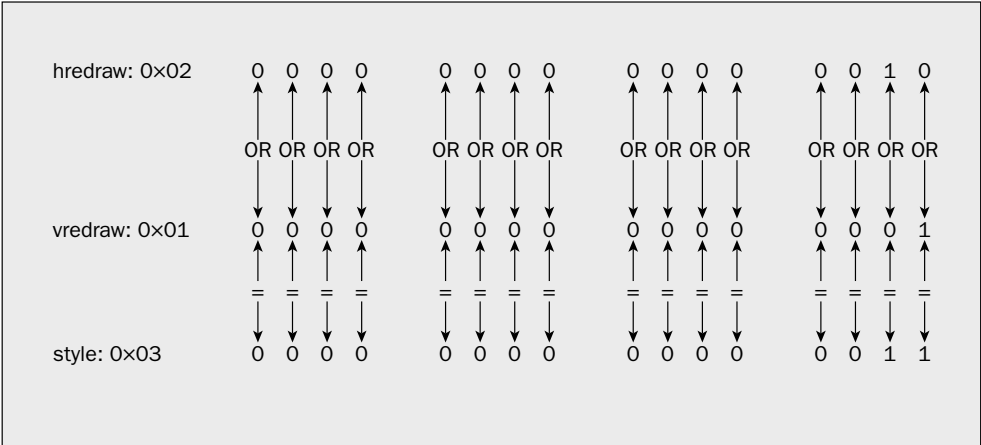 hredraw: 0×02 0 0 0 0 0 0 0 0 0 0 0 0 0 0 1 0
OR OR OR OR OR OR OR OR OR OR OR OR OR OR OR OR
vredraw: 0×01 0 0 0 0 0 0 0 0 0 0 0 0 0 0 0 1
= = = = = = = = = = = = = = = =
style: 0×03 0 0 0 0 0 0 0 0 0 0 0 0 0 0 1 1